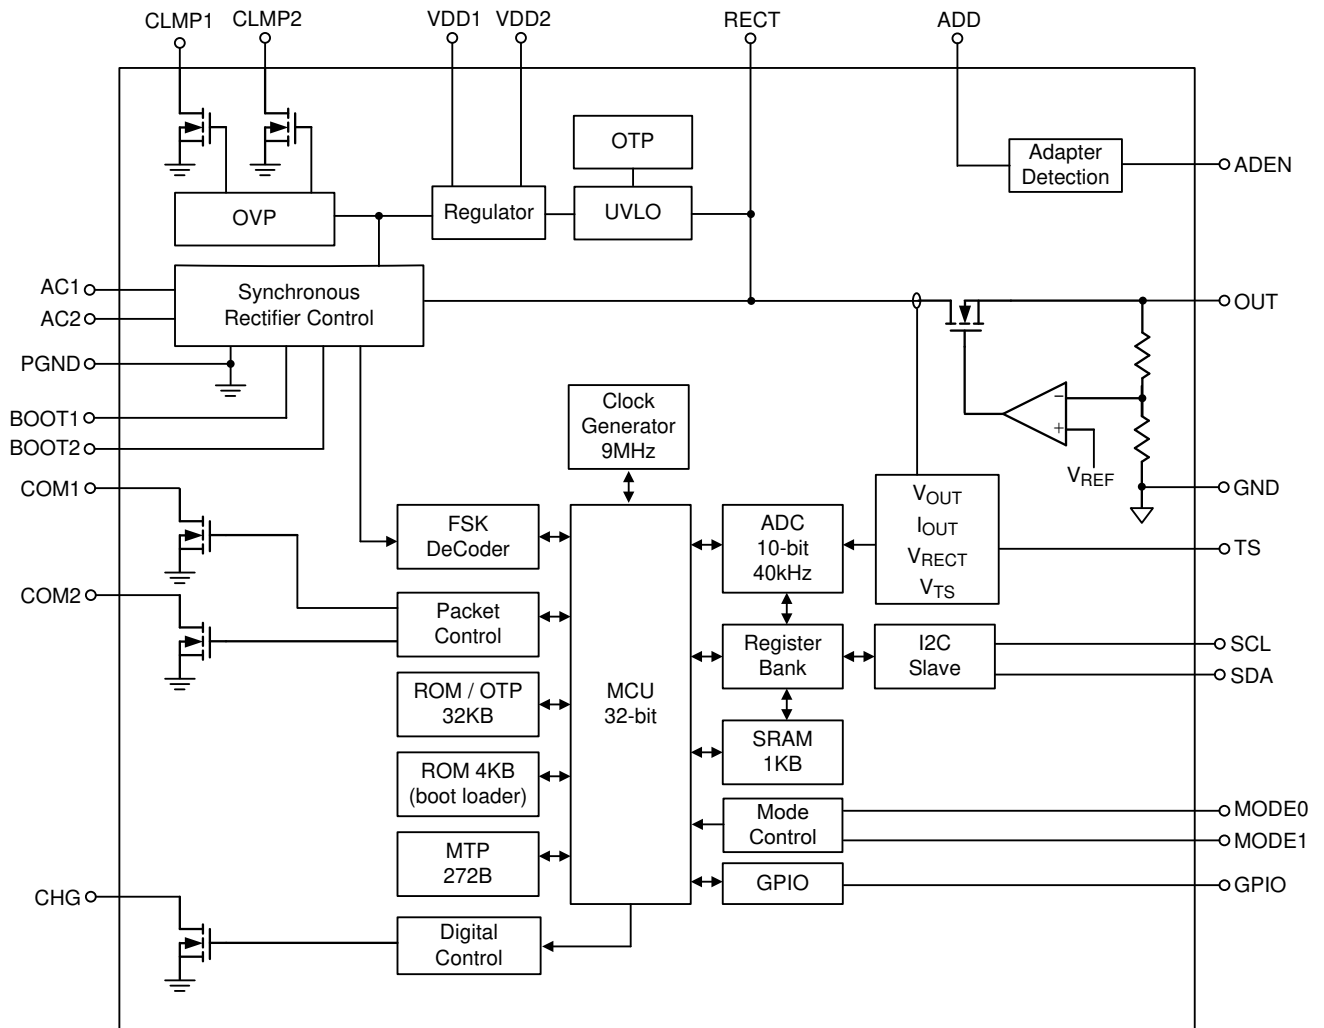 CLMP1
CLMP2
VDD1
VDD2
RECT
ADD
OTP
Adapter
Detection
ADEN
OVP
Regulator
UVLO
AC1
AC2
Synchronous
Rectifier Control
OUT
PGND
BOOT1
BOOT2
Clock
Generator
9MHz
−
+
VREF
COM1
GND
FSK
DeCoder
ADC
10-bit
40kHz
VOUT
IOUT
VRECT
VTS
TS
COM2
Packet
Control
Register
Bank
I2C
Slave
SCL
SDA
MCU
32-bit
ROM / OTP
32KB
SRAM
1KB
ROM 4KB
(boot loader)
Mode
Control
MODE0
MODE1
MTP
272B
GPIO
GPIO
CHG
Digital
Control